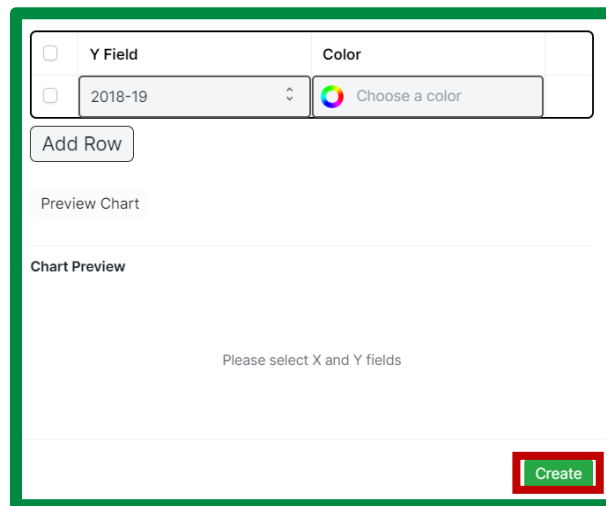 Y Field Color
2018-19 Choose a color
Add Row
Preview Chart
Chart Preview
Please select X and Y fields
Create